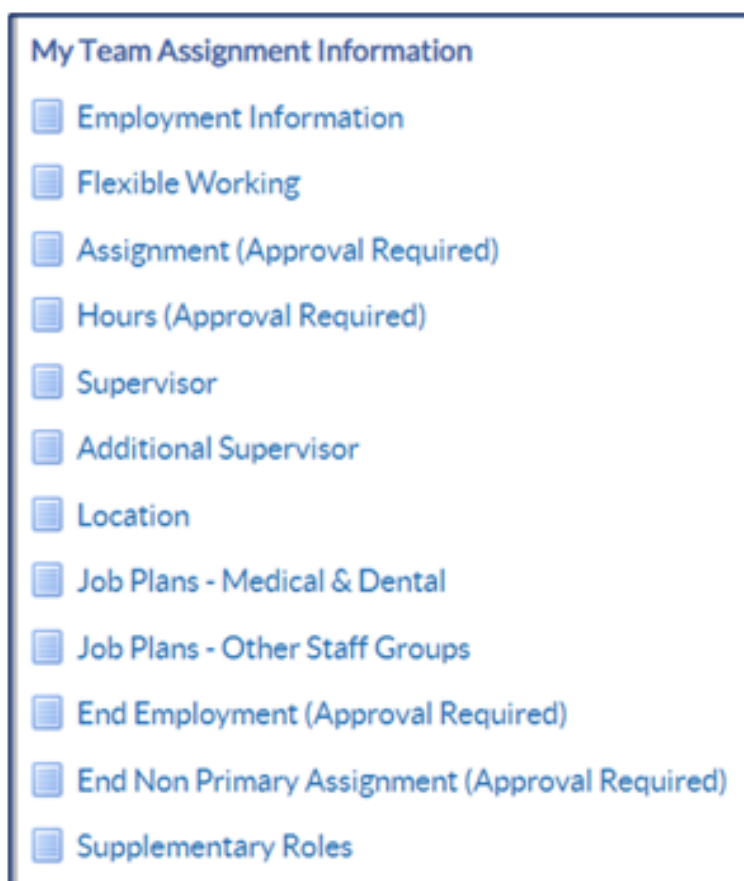 My Team Assignment Information
Employment Information
Flexible Working
Assignment (Approval Required)
Hours (Approval Required)
Supervisor
Additional Supervisor
Location
Job Plans - Medical & Dental
Job Plans - Other Staff Groups
End Employment (Approval Required)
End Non Primary Assignment (Approval Required)
Supplementary Roles